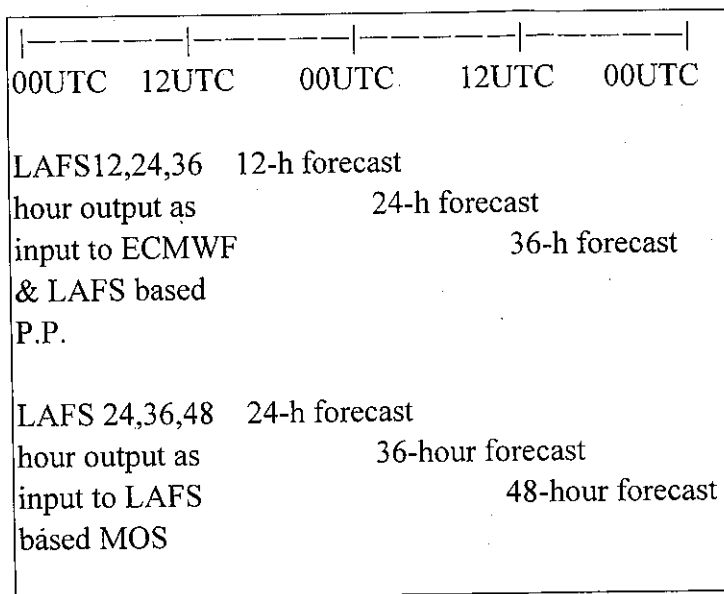 |–––––––|–––––––|–––––––|–––––––|
00UTC 12UTC 00UTC 12UTC 00UTC
LAFS12,24,36 12-h forecast
hour output as 24-h forecast
input to ECMWF 36-h forecast
& LAFS based
P.P.
LAFS 24,36,48 24-h forecast
hour output as 36-hour forecast
input to LAFS 48-hour forecast
based MOS